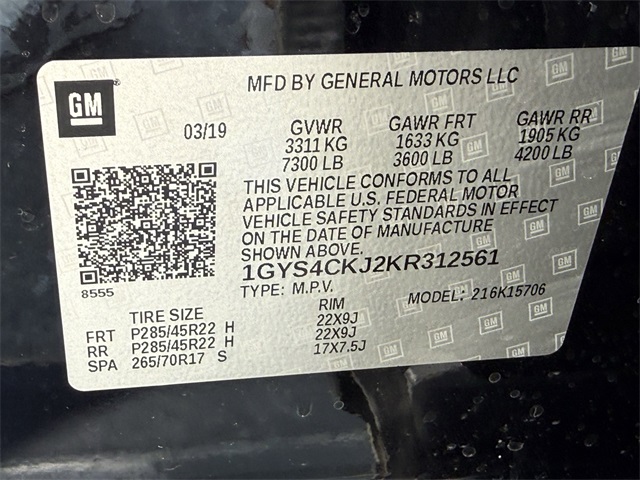 GM
MFD BY GENERAL MOTORS LLC
03/19 GVWR GAWR FRT GAWR RR
3311 KG 1633 KG 1905 KG
7300 LB 3600 LB 4200 LB
THIS VEHICLE CONFORMS TO ALL
APPLICABLE U.S. FEDERAL MOTOR
VEHICLE SAFETY STANDARDS IN EFFECT
ON THE DATE OF MANUFACTURE
SHOWN ABOVE.
1GYS4CKJ2KR312561
8555 TYPE: M.P.V. MODEL: 216K15706
TIRE SIZE RIM
FRT P285/45R22 H 22X9J
RR P285/45R22 H 22X9J
SPA 265/70R17 S 17X7.5J